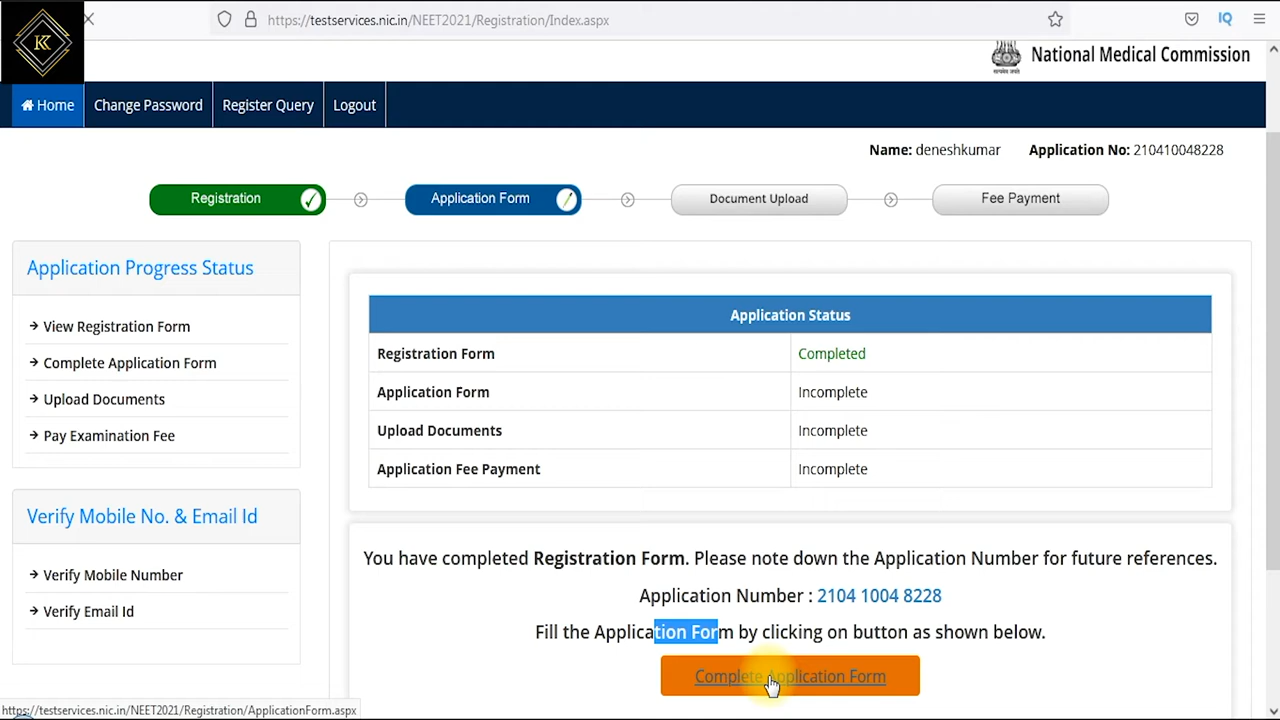 https://testservices.nic.in/NEET2021/Registration/Index.aspx
IQ
KK
National Medical Commission
Home Change Password Register Query Logout
Name: deneshkumar Application No: 210410048228
Registration Application Form Document Upload Fee Payment
Application Progress Status
View Registration Form
Complete Application Form
Upload Documents
Pay Examination Fee
Verify Mobile No. & Email Id
Verify Mobile Number
Verify Email Id
Application Status
Registration Form Completed
Application Form Incomplete
Upload Documents Incomplete
Application Fee Payment Incomplete
You have completed Registration Form. Please note down the Application Number for future references.
Application Number : 2104 1004 8228
Fill the Application Form by clicking on button as shown below.
Complete Application Form
https://testservices.nic.in/NEET2021/Registration/ApplicationForm.aspx